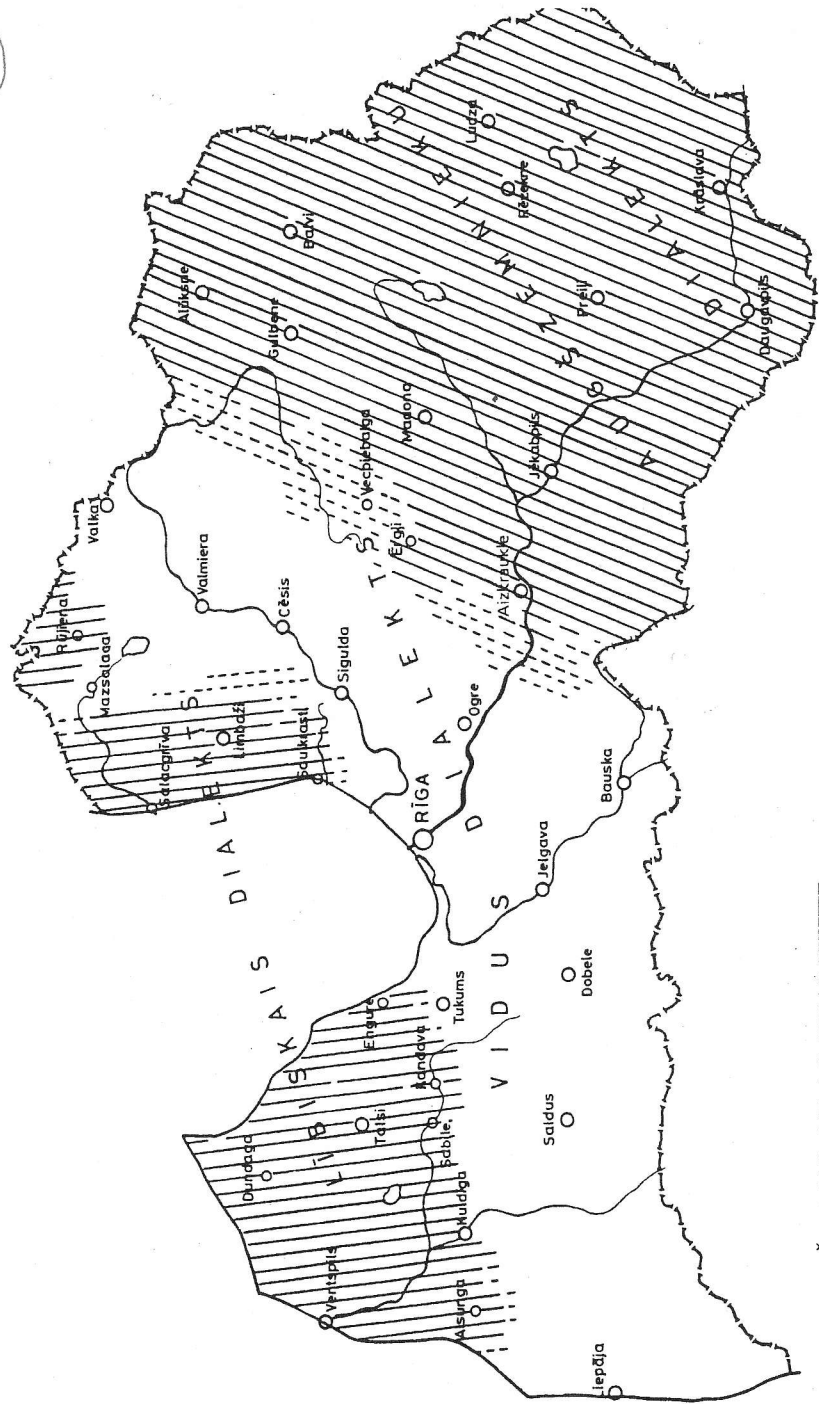 LĪBISKAIS DIALEKTS
VIDUS DIALEKTS
AUGŠZEMNIEKU
DIALEKTS
Ventspils
Dundaga
Talsi
Engure
Alsunga
Kuldīga
Sabile
Kandava
Tukums
Liepāja
Saldus
Dobele
Jelgava
Bauska
RĪGA
Ogre
Salacgrīva
Mazsalaca
Rūjiena
Limbaži
Saulkrasti
Valka
Valmiera
Cēsis
Sigulda
Vecpiebalga
Ērgļi
Aizkraukle
Alūksne
Gulbene
Balvi
Madona
Jēkabpils
Ludza
Rēzekne
Preiļi
Krāslava
Daugavpils